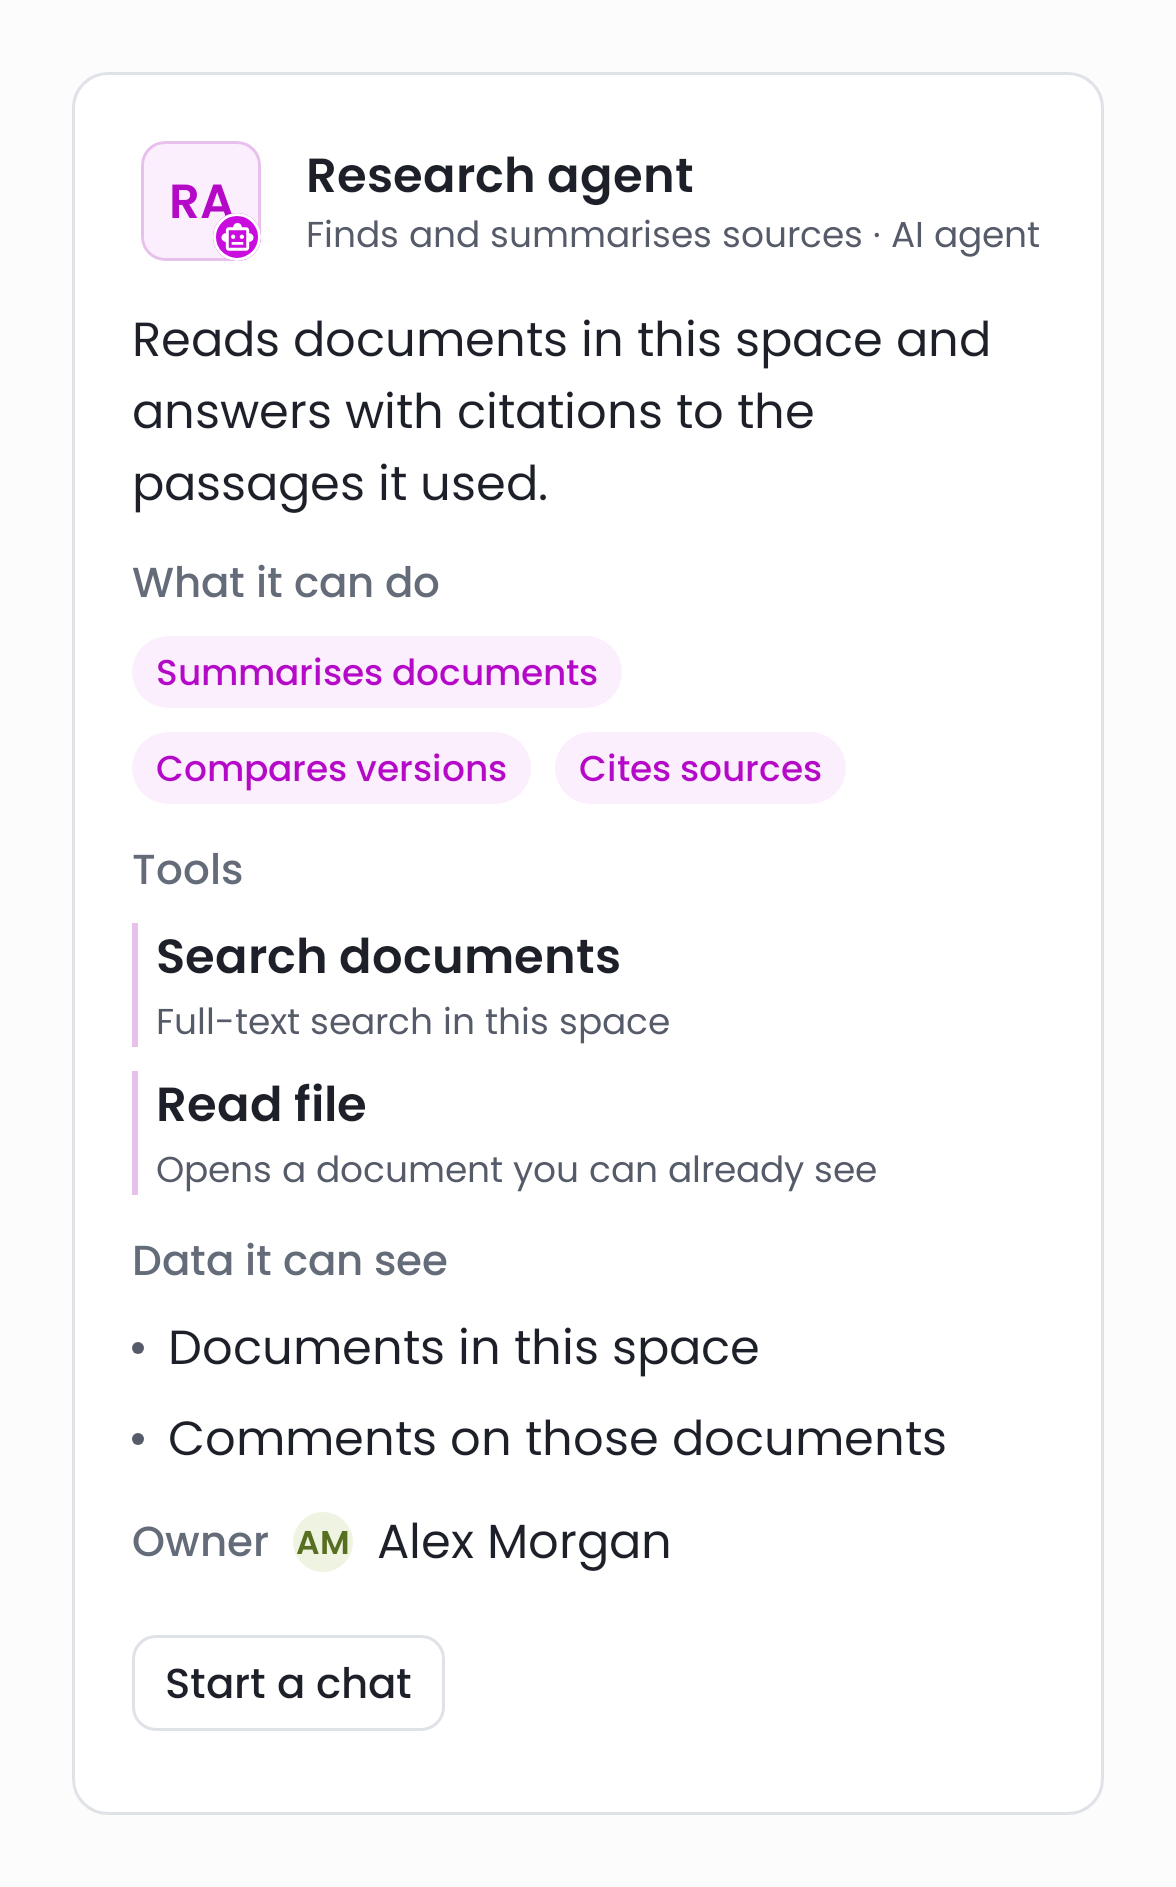 RA
Research agent
Finds and summarises sources · AI agent
Reads documents in this space and
answers with citations to the
passages it used.
What it can do
Summarises documents
Compares versions Cites sources
Tools
Search documents
Full-text search in this space
Read file
Opens a document you can already see
Data it can see
• Documents in this space
• Comments on those documents
Owner AM Alex Morgan
Start a chat